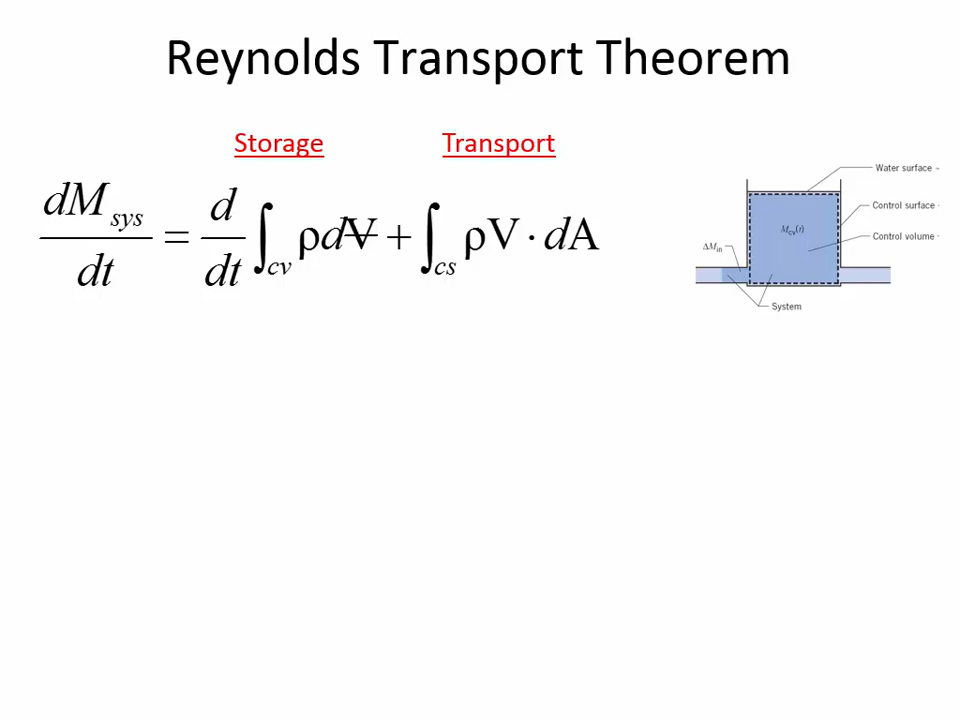 Reynolds Transport Theorem
Storage Transport
dM_sys/dt = d/dt ∫_cv ρdV̶ + ∫_cs ρV · dA
Water surface
Control surface
M_cv(t)
Control volume
ΔM_in
System